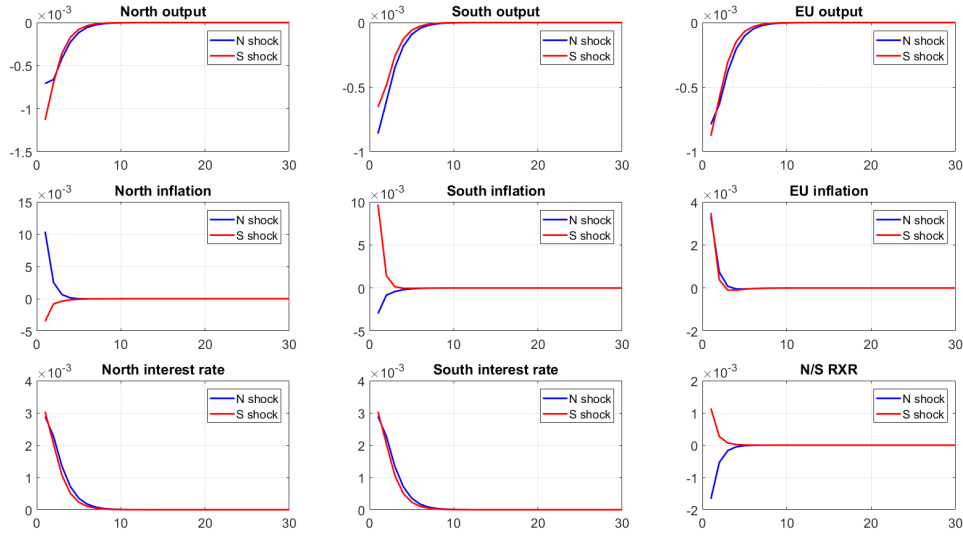 ×10⁻³ North output
0
-0.5
-1
-1.5
0 10 20 30
N shock
S shock
×10⁻³ South output
0
-0.5
-1
0 10 20 30
N shock
S shock
×10⁻³ EU output
0
-0.5
-1
0 10 20 30
N shock
S shock
×10⁻³ North inflation
15
10
5
0
-5
0 10 20 30
N shock
S shock
×10⁻³ South inflation
10
5
0
-5
0 10 20 30
N shock
S shock
×10⁻³ EU inflation
4
2
0
-2
0 10 20 30
N shock
S shock
×10⁻³ North interest rate
4
3
2
1
0
0 10 20 30
N shock
S shock
×10⁻³ South interest rate
4
3
2
1
0
0 10 20 30
N shock
S shock
×10⁻³ N/S RXR
2
1
0
-1
-2
0 10 20 30
N shock
S shock